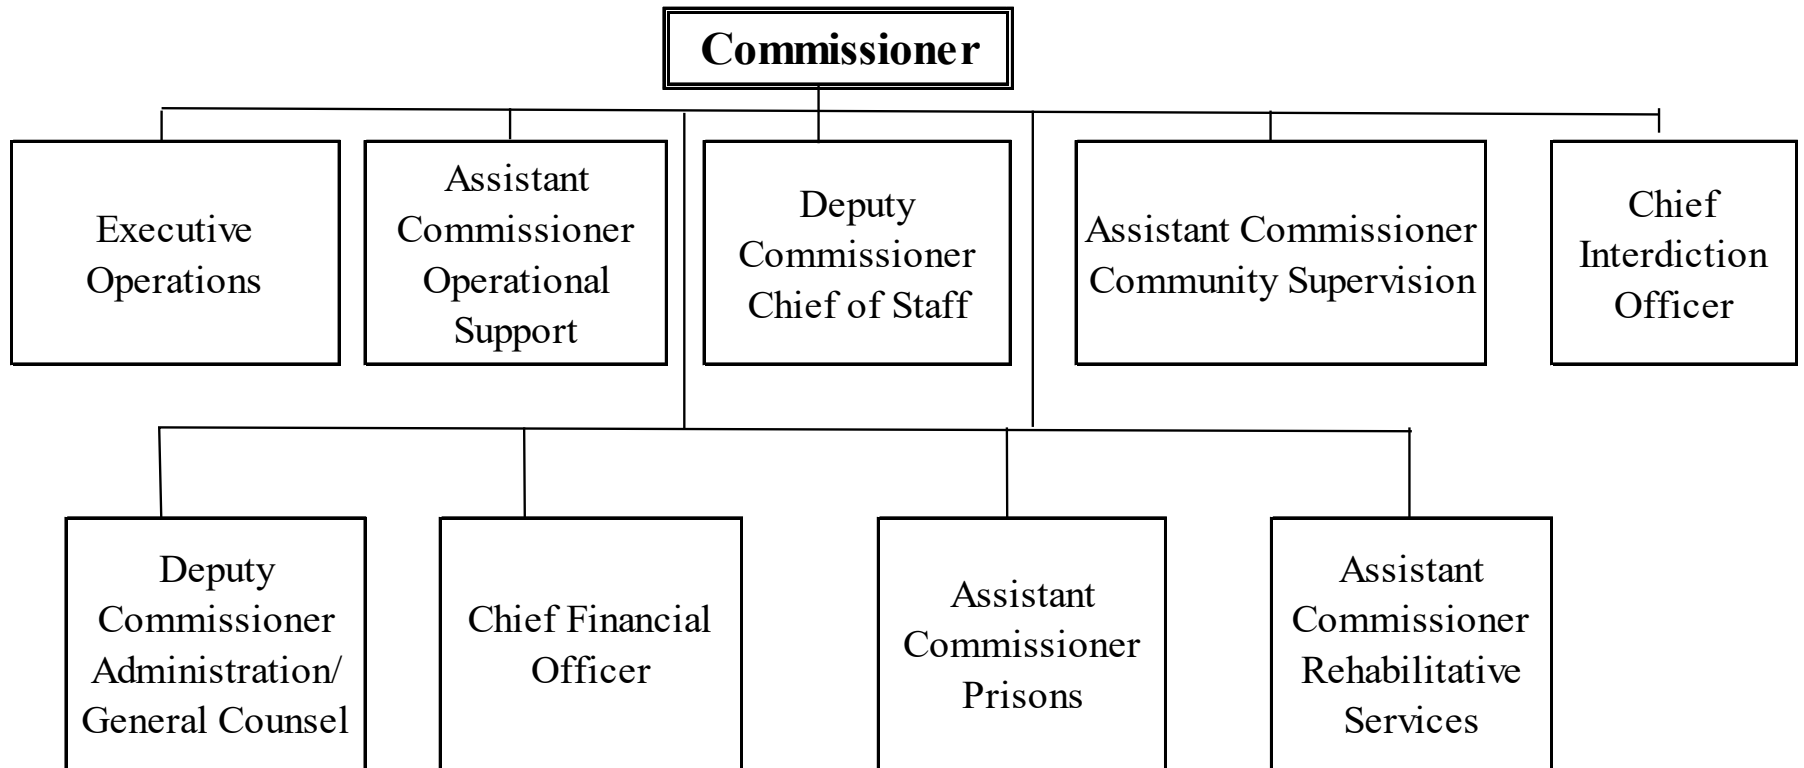 Commissioner
Executive
Operations
Assistant
Commissioner
Operational
Support
Deputy
Commissioner
Chief of Staff
Assistant Commissioner
Community Supervision
Chief
Interdiction
Officer
Deputy
Commissioner
Administration/
General Counsel
Chief Financial
Officer
Assistant
Commissioner
Prisons
Assistant
Commissioner
Rehabilitative
Services